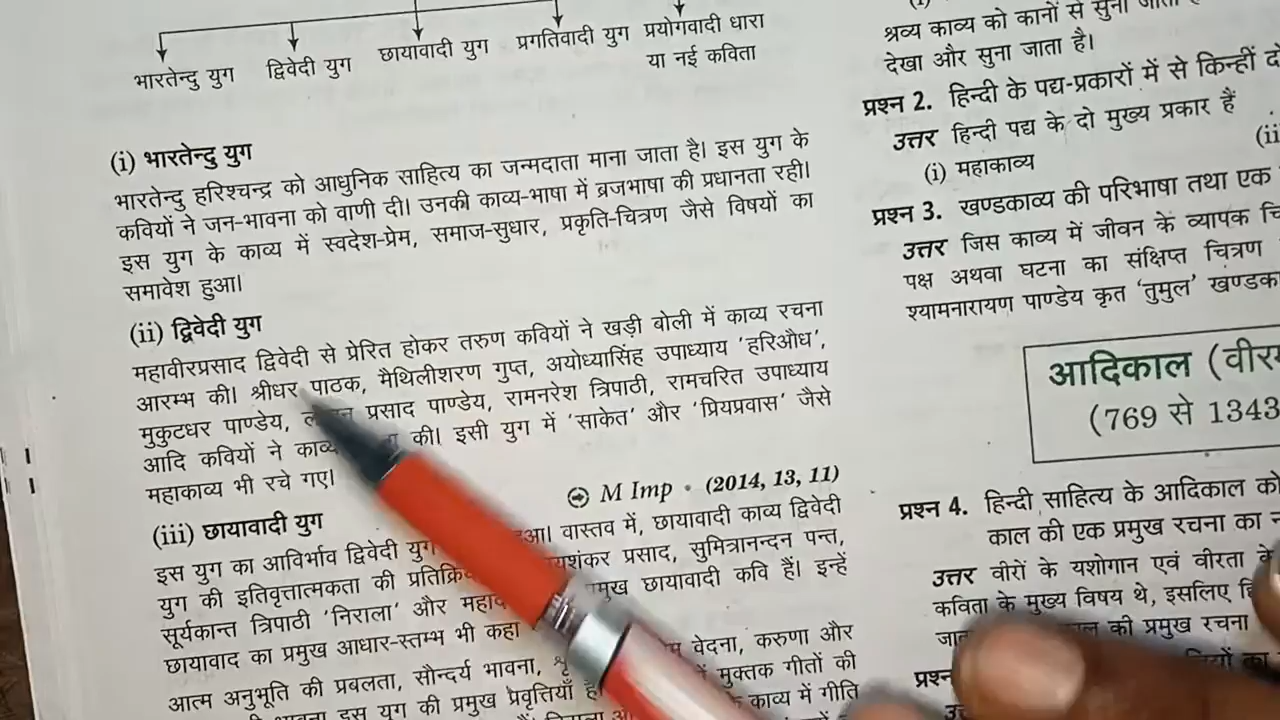 भारतेन्दु युग द्विवेदी युग छायावादी युग प्रगतिवादी युग प्रयोगवादी धारा
या नई कविता
(i) भारतेन्दु युग
भारतेन्दु हरिश्चन्द्र को आधुनिक साहित्य का जन्मदाता माना जाता है। इस युग के
कवियों ने जन-भावना को वाणी दी। उनकी काव्य-भाषा में ब्रजभाषा की प्रधानता रही।
इस युग के काव्य में स्वदेश-प्रेम, समाज-सुधार, प्रकृति-चित्रण जैसे विषयों का
समावेश हुआ।
(ii) द्विवेदी युग
महावीरप्रसाद द्विवेदी से प्रेरित होकर तरुण कवियों ने खड़ी बोली में काव्य रचना
आरम्भ की। श्रीधर पाठक, मैथिलीशरण गुप्त, अयोध्यासिंह उपाध्याय 'हरिऔध',
मुकुटधर पाण्डेय, प्रसाद पाण्डेय, रामनरेश त्रिपाठी, रामचरित उपाध्याय
आदि कवियों ने काव्य की। इसी युग में 'साकेत' और 'प्रियप्रवास' जैसे
महाकाव्य भी रचे गए।
M Imp • (2014, 13, 11)
(iii) छायावादी युग
इस युग का आविर्भाव द्विवेदी युग हुआ। वास्तव में, छायावादी काव्य द्विवेदी
युग की इतिवृत्तात्मकता की प्रसाद, सुमित्रानन्दन पन्त,
सूर्यकान्त त्रिपाठी 'निराला' और छायावादी कवि हैं। इन्हें
छायावाद का प्रमुख आधार-स्तम्भ भी कहा
वेदना, करुणा और
आत्म अनुभूति की प्रबलता, सौन्दर्य भावना, में मुक्तक गीतों की
इस युग की प्रमुख प्रवृत्तियाँ के काव्य में गीति
श्रव्य काव्य को कानों से सुना जाता
देखा और सुना जाता है।
प्रश्न 2. हिन्दी के पद्य-प्रकारों में से किन्हीं
उत्तर हिन्दी पद्य के दो मुख्य प्रकार हैं
(i) महाकाव्य
प्रश्न 3. खण्डकाव्य की परिभाषा तथा एक
उत्तर जिस काव्य में जीवन के व्यापक
पक्ष अथवा घटना का संक्षिप्त चित्रण
श्यामनारायण पाण्डेय कृत 'तुमुल'
आदिकाल
(769 से 1343
प्रश्न 4. हिन्दी साहित्य के आदिकाल को
काल की एक प्रमुख रचना का
उत्तर वीरों के यशोगान एवं वीरता के
कविता के मुख्य विषय थे, इसलिए
की प्रमुख रचना